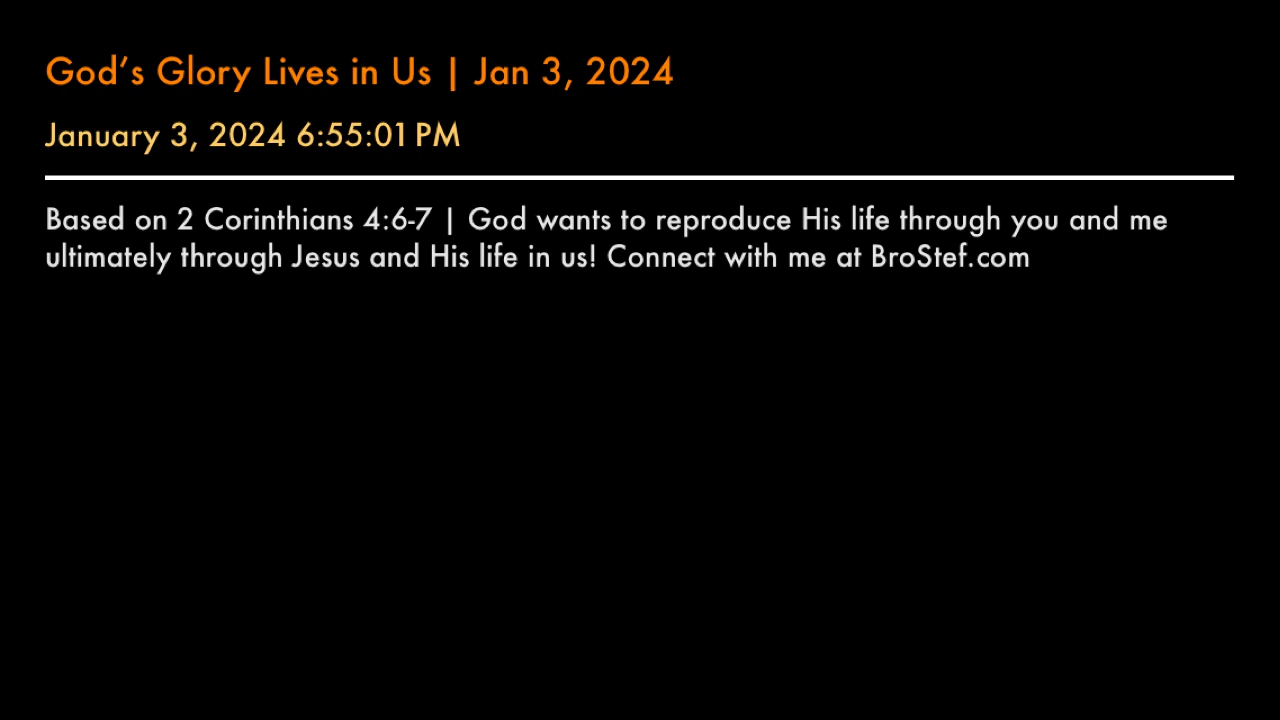 God’s Glory Lives in Us | Jan 3, 2024
January 3, 2024 6:55:01 PM
Based on 2 Corinthians 4:6-7 | God wants to reproduce His life through you and me
ultimately through Jesus and His life in us! Connect with me at BroStef.com